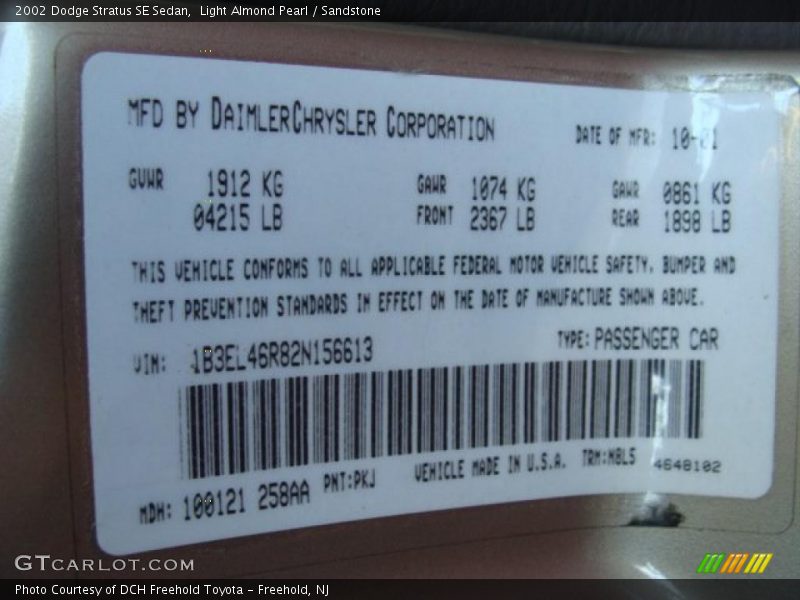 2002 Dodge Stratus SE Sedan, Light Almond Pearl / Sandstone
MFD BY DAIMLERCHRYSLER CORPORATION DATE OF MFR: 10-01
GVWR 1912 KG GAWR 1074 KG GAWR 0861 KG
04215 LB FRONT 2367 LB REAR 1898 LB
THIS VEHICLE CONFORMS TO ALL APPLICABLE FEDERAL MOTOR VEHICLE SAFETY, BUMPER AND
THEFT PREVENTION STANDARDS IN EFFECT ON THE DATE OF MANUFACTURE SHOWN ABOVE.
VIN: 1B3EL46R82N156613 TYPE: PASSENGER CAR
MDH: 100121 258AA PNT:PKJ VEHICLE MADE IN U.S.A. TRM:NBL5 4648102
GTCARLOT.COM
Photo Courtesy of DCH Freehold Toyota - Freehold, NJ